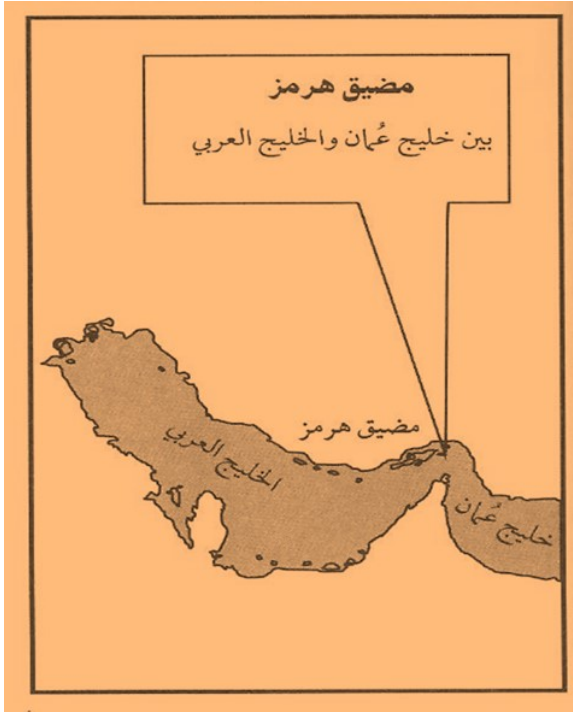 مضيق هرمز
بين خليج عُمان والخليج العربي
مضيق هرمز
الخليج العربي
خليج عُمان